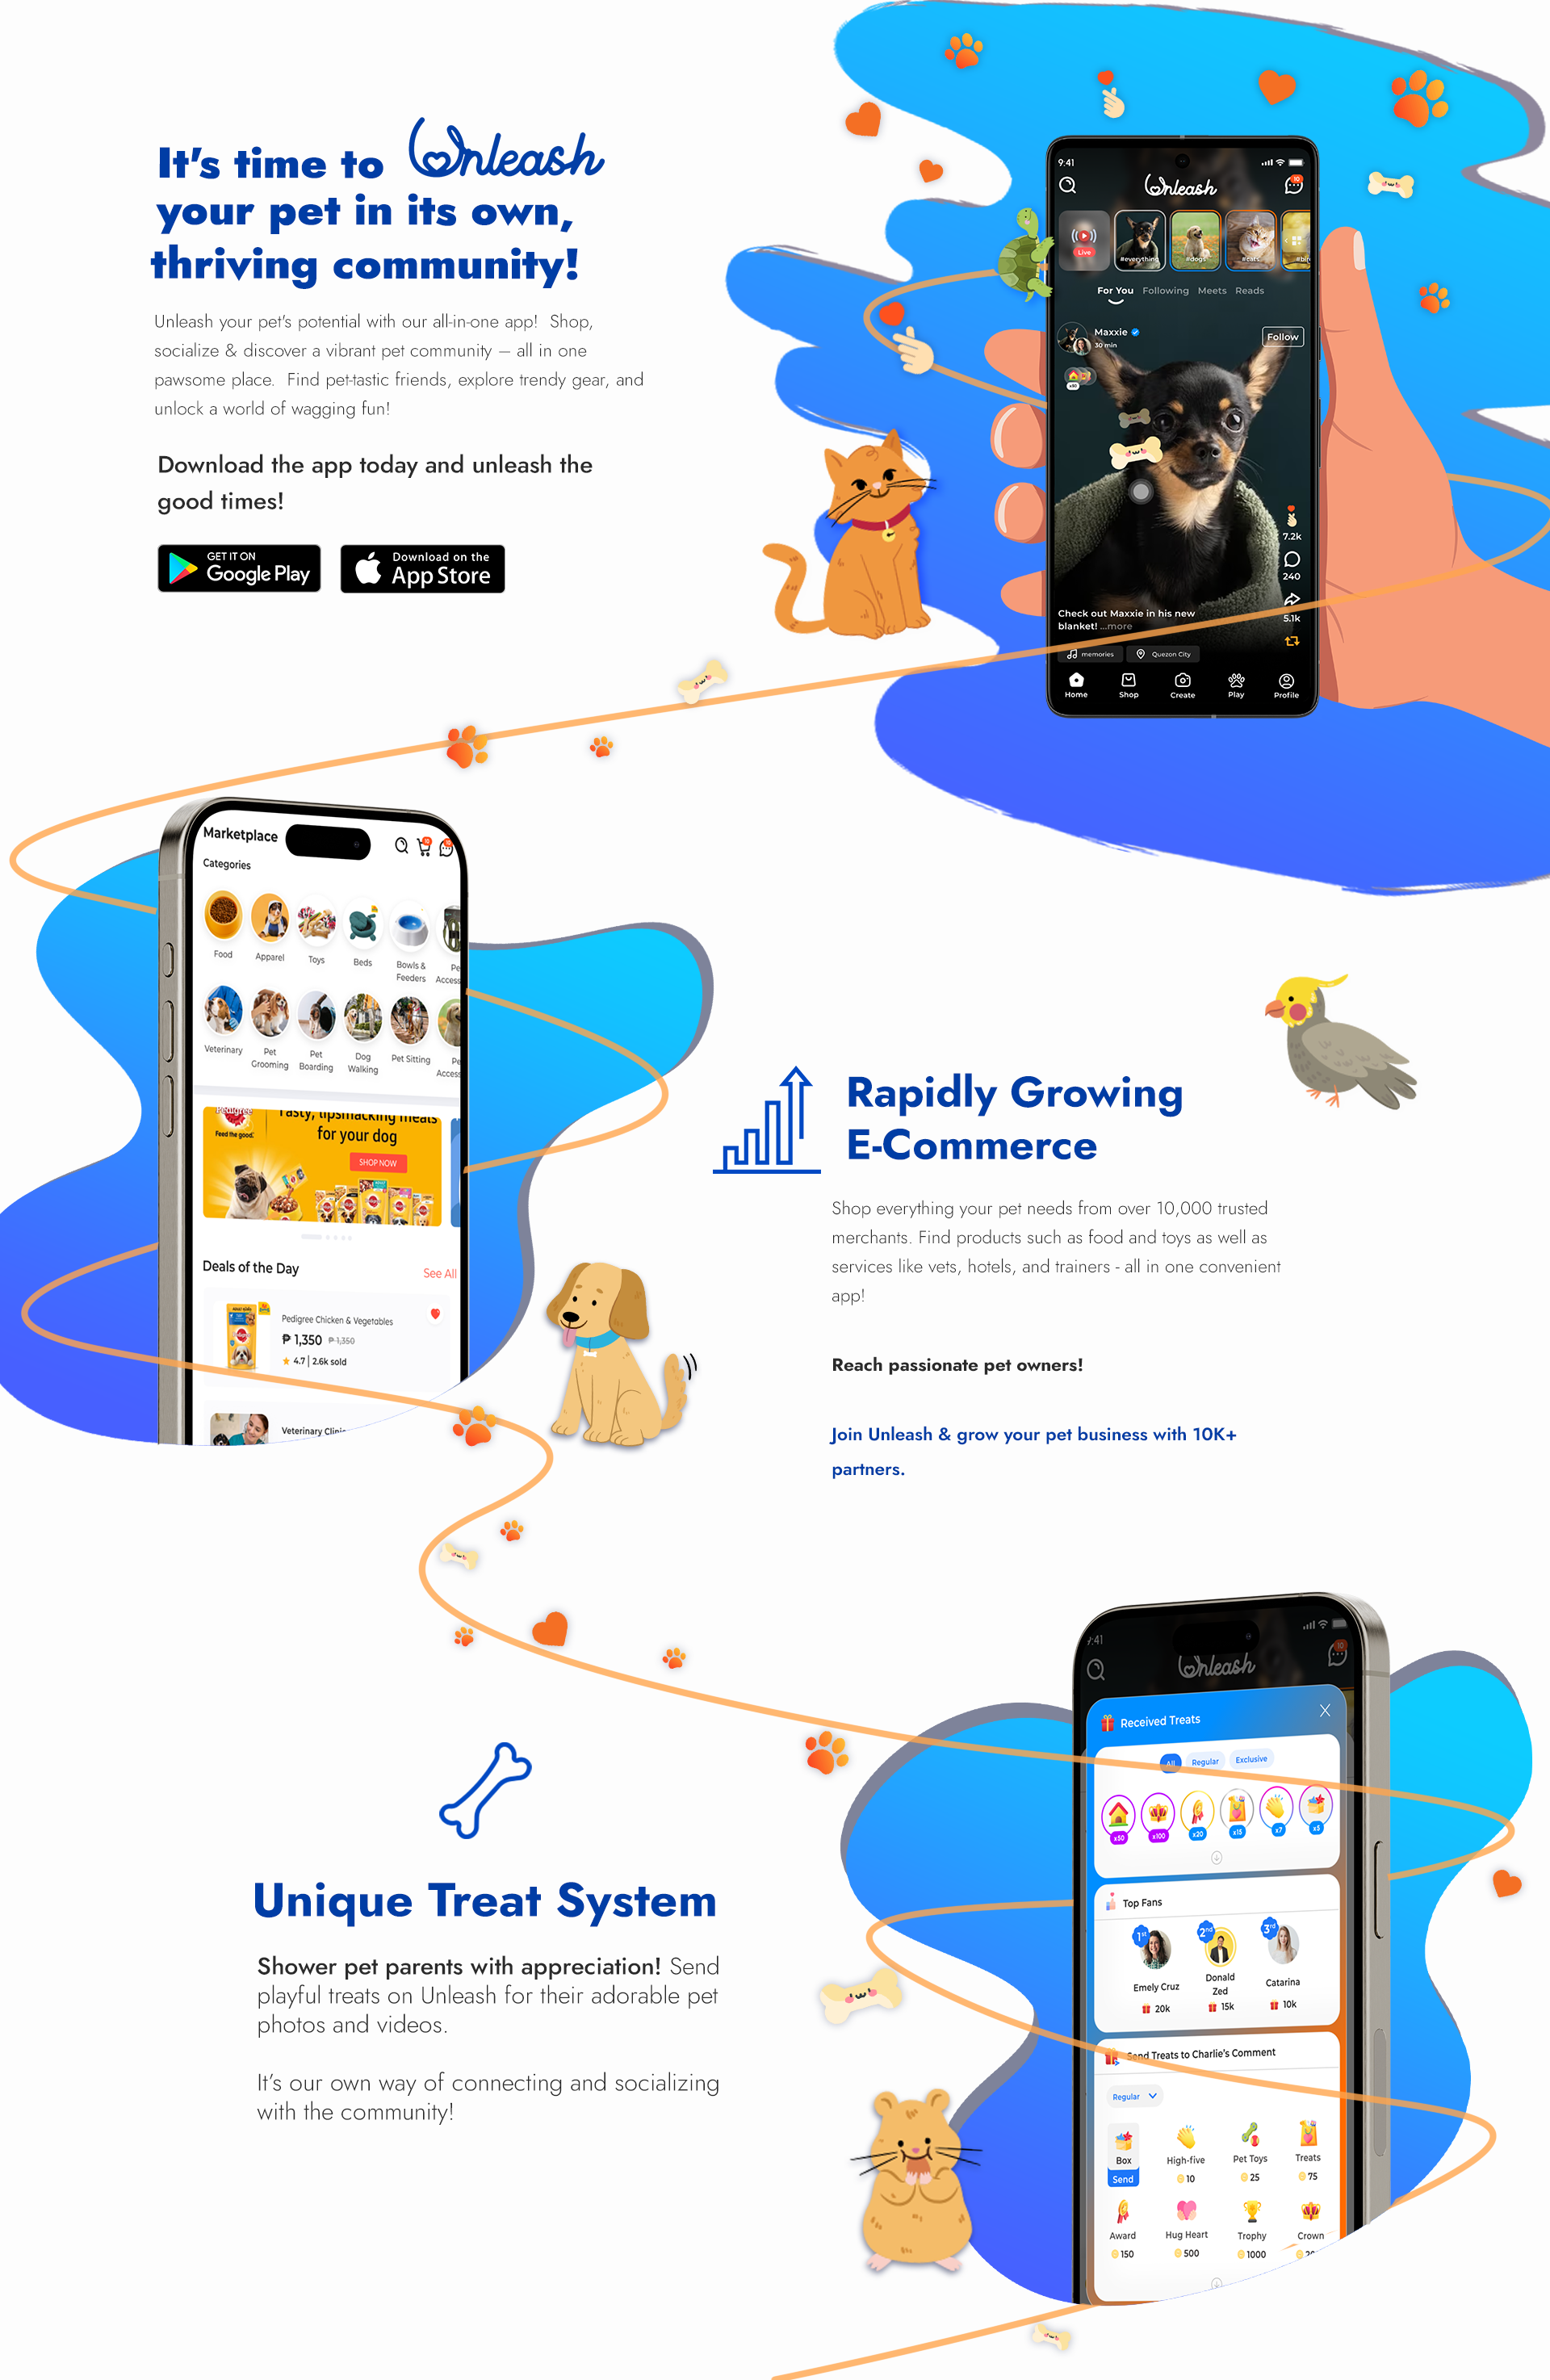 It's time to Unleash
your pet in its own,
thriving community!
Unleash your pet's potential with our all-in-one app!  Shop,
socialize & discover a vibrant pet community – all in one
pawsome place.  Find pet-tastic friends, explore trendy gear, and
unlock a world of wagging fun!
Download the app today and unleash the
good times!
GET IT ON
Google Play
Download on the
App Store
9:41
Unleash
10
Live
#everything
#dogs
#cats
#bir
For You Following Meets Reads
Maxxie
30 min
Follow
x50
7.2k
240
5.1k
Check out Maxxie in his new
blanket! ...more
memories
Quezon City
Home Shop Create Play Profile
Marketplace
Categories
Food Apparel Toys Beds Bowls &
Feeders
Pe
Access
Veterinary Pet
Grooming
Pet
Boarding
Dog
Walking
Pet Sitting
Pe
Access
Pedigree
Feed the good.
Tasty, lipsmacking meals
for your dog
SHOP NOW
Deals of the Day
See All
Pedigree Chicken & Vegetables
₱ 1,350 ₱ 1,350
4.7 | 2.6k sold
Veterinary Clinic
Rapidly Growing
E-Commerce
Shop everything your pet needs from over 10,000 trusted
merchants. Find products such as food and toys as well as
services like vets, hotels, and trainers - all in one convenient
app!
Reach passionate pet owners!
Join Unleash & grow your pet business with 10K+
partners.
9:41
Unleash
10
Received Treats
X
All Regular Exclusive
x50 x100 x20 x15 x7 x5
Top Fans
1st 2nd 3rd
Emely Cruz
20k
Donald
Zed
15k
Catarina
10k
Send Treats to Charlie's Comment
Regular
Box
Send
High-five
10
Pet Toys
25
Treats
75
Award
150
Hug Heart
500
Trophy
1000
Crown
Unique Treat System
Shower pet parents with appreciation! Send
playful treats on Unleash for their adorable pet
photos and videos.
It's our own way of connecting and socializing
with the community!